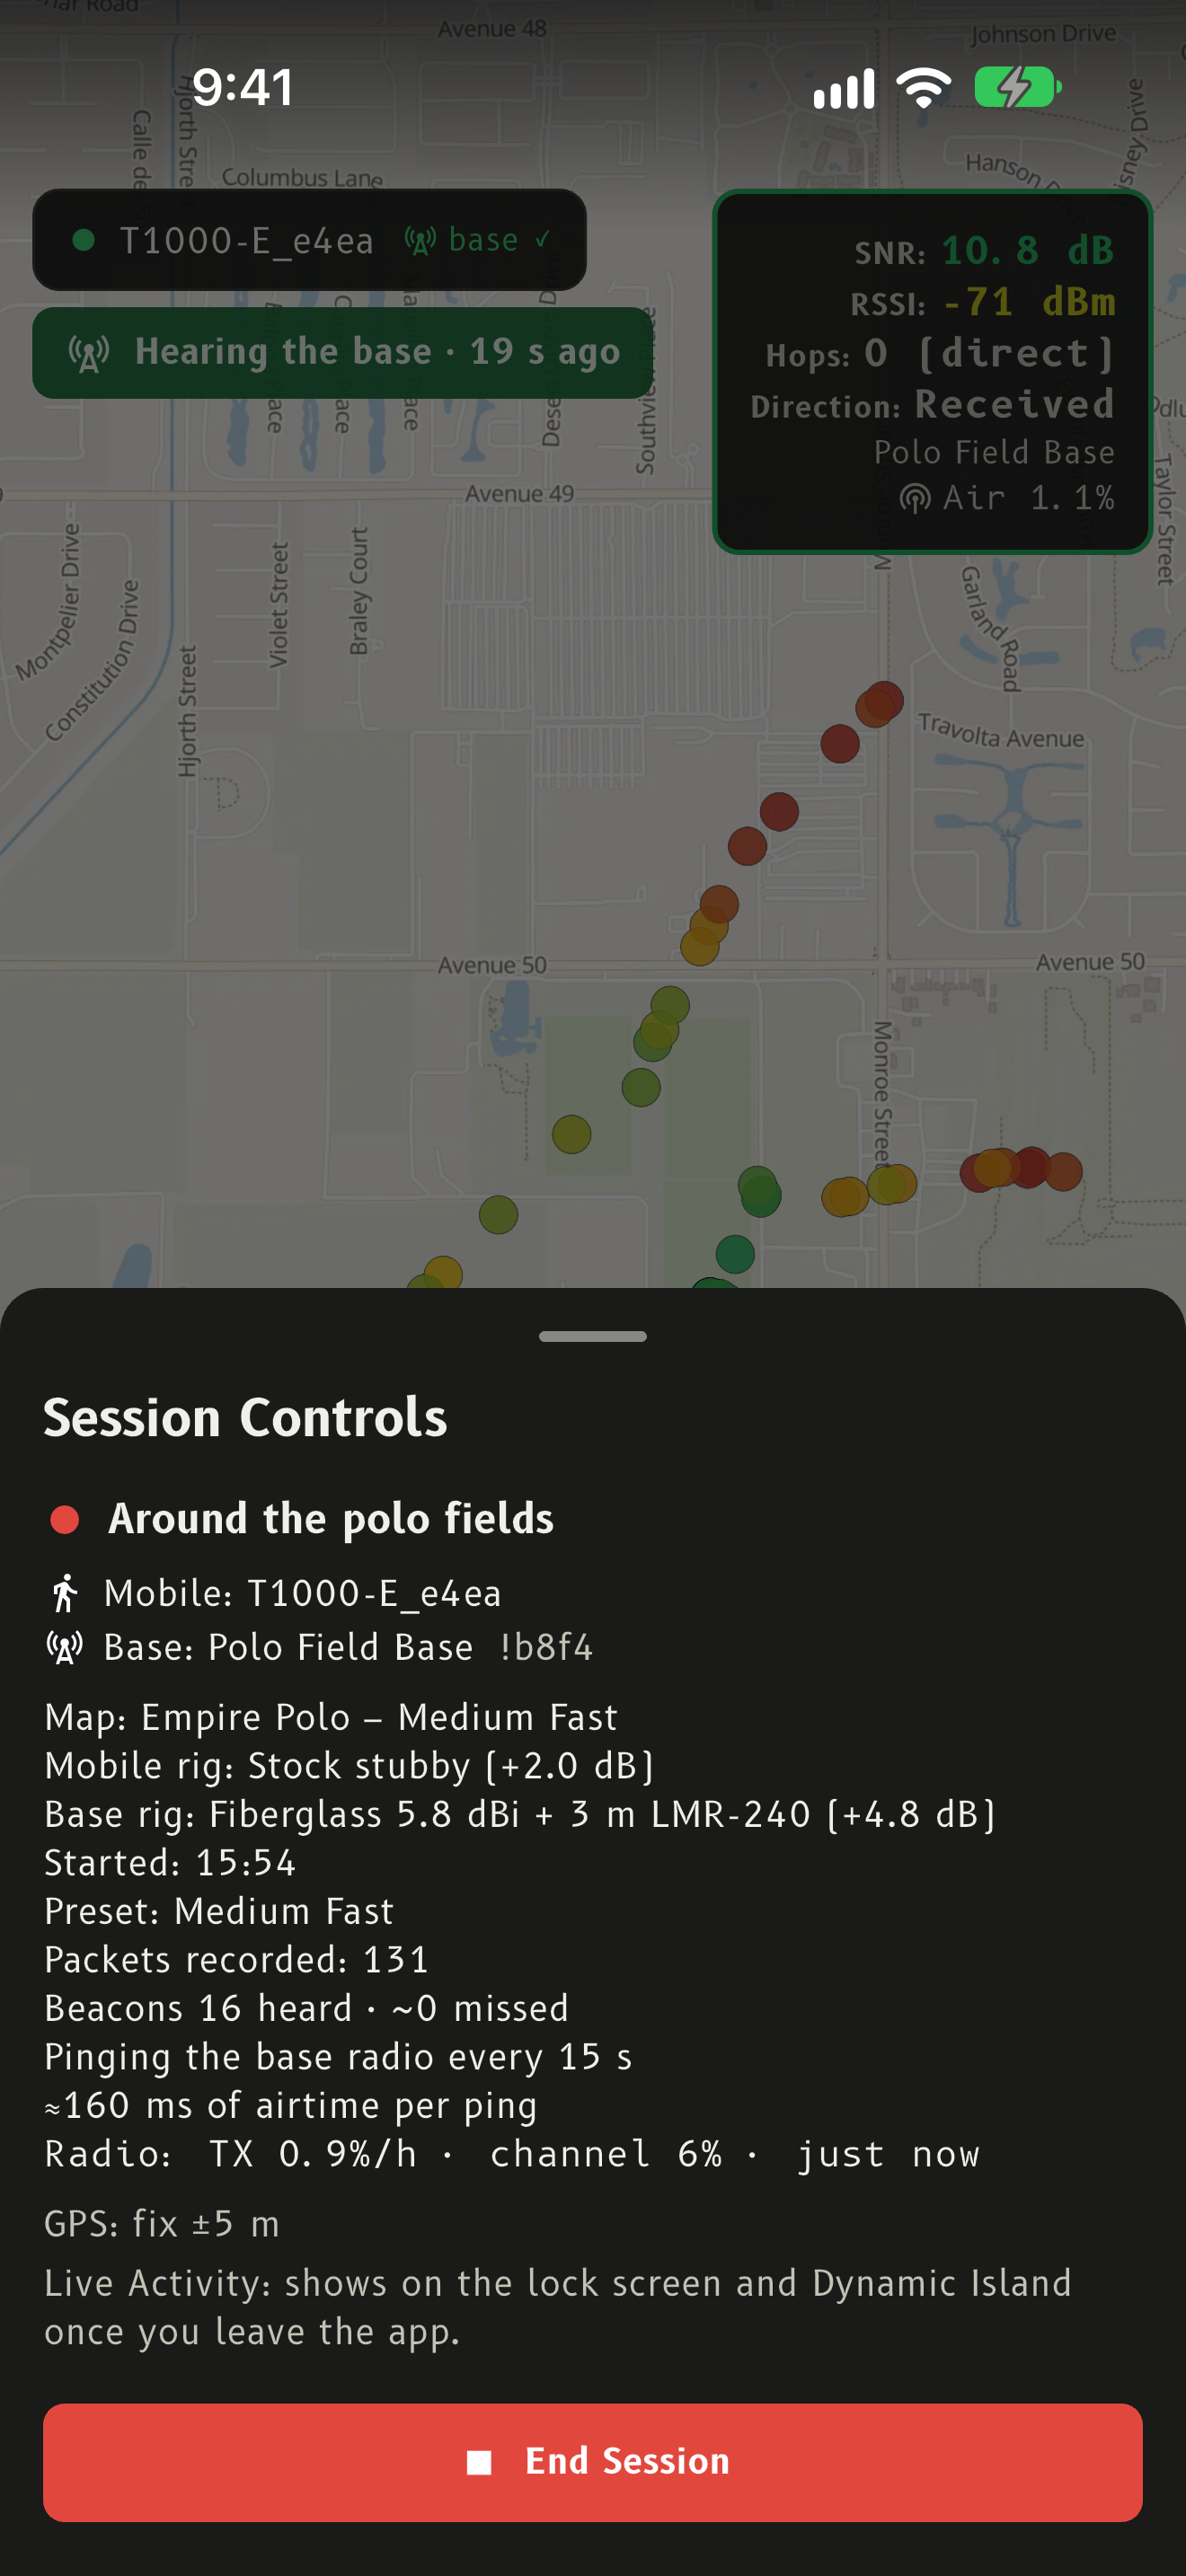 Avenue 48
Johnson Drive
9:41
Hjorth Stre
Calle de
Columbus Lane
Hanson D
isney Drive
T1000-E_e4ea base ✓
Hearing the base · 19 s ago
SNR: 10.8 dB
RSSI: -71 dBm
Hops: 0 (direct)
Direction: Received
Polo Field Base
Air 1.1%
Avenue 49
Taylor Street
Montpelier Drive
Constitution Drive
Violet Street
Braley Court
Hjorth Street
Garland Road
Travolta Avenue
Avenue 50
Avenue 50
Monroe Street
Session Controls
Around the polo fields
Mobile: T1000-E_e4ea
Base: Polo Field Base !b8f4
Map: Empire Polo – Medium Fast
Mobile rig: Stock stubby (+2.0 dB)
Base rig: Fiberglass 5.8 dBi + 3 m LMR-240 (+4.8 dB)
Started: 15:54
Preset: Medium Fast
Packets recorded: 131
Beacons 16 heard · ~0 missed
Pinging the base radio every 15 s
≈160 ms of airtime per ping
Radio: TX 0.9%/h · channel 6% · just now
GPS: fix ±5 m
Live Activity: shows on the lock screen and Dynamic Island
once you leave the app.
End Session